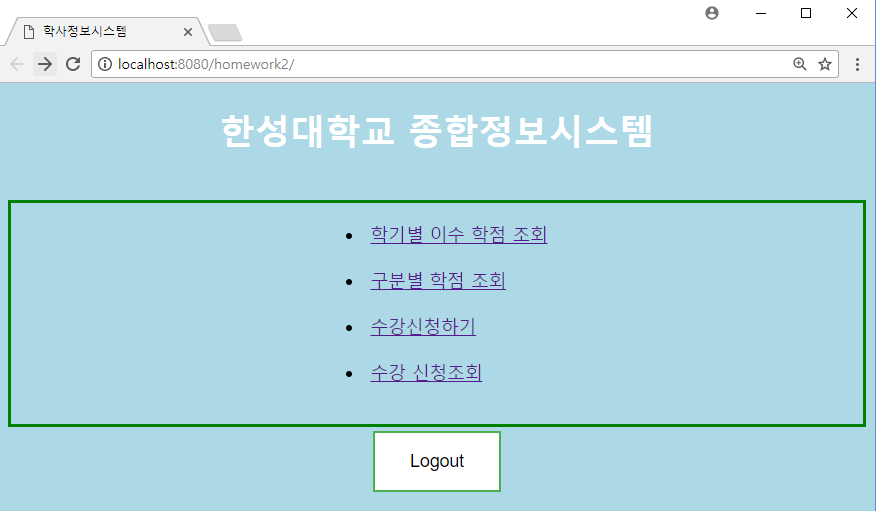 학사정보시스템
localhost:8080/homework2/
한성대학교 종합정보시스템
학기별 이수 학점 조회
구분별 학점 조회
수강신청하기
수강 신청조회
Logout